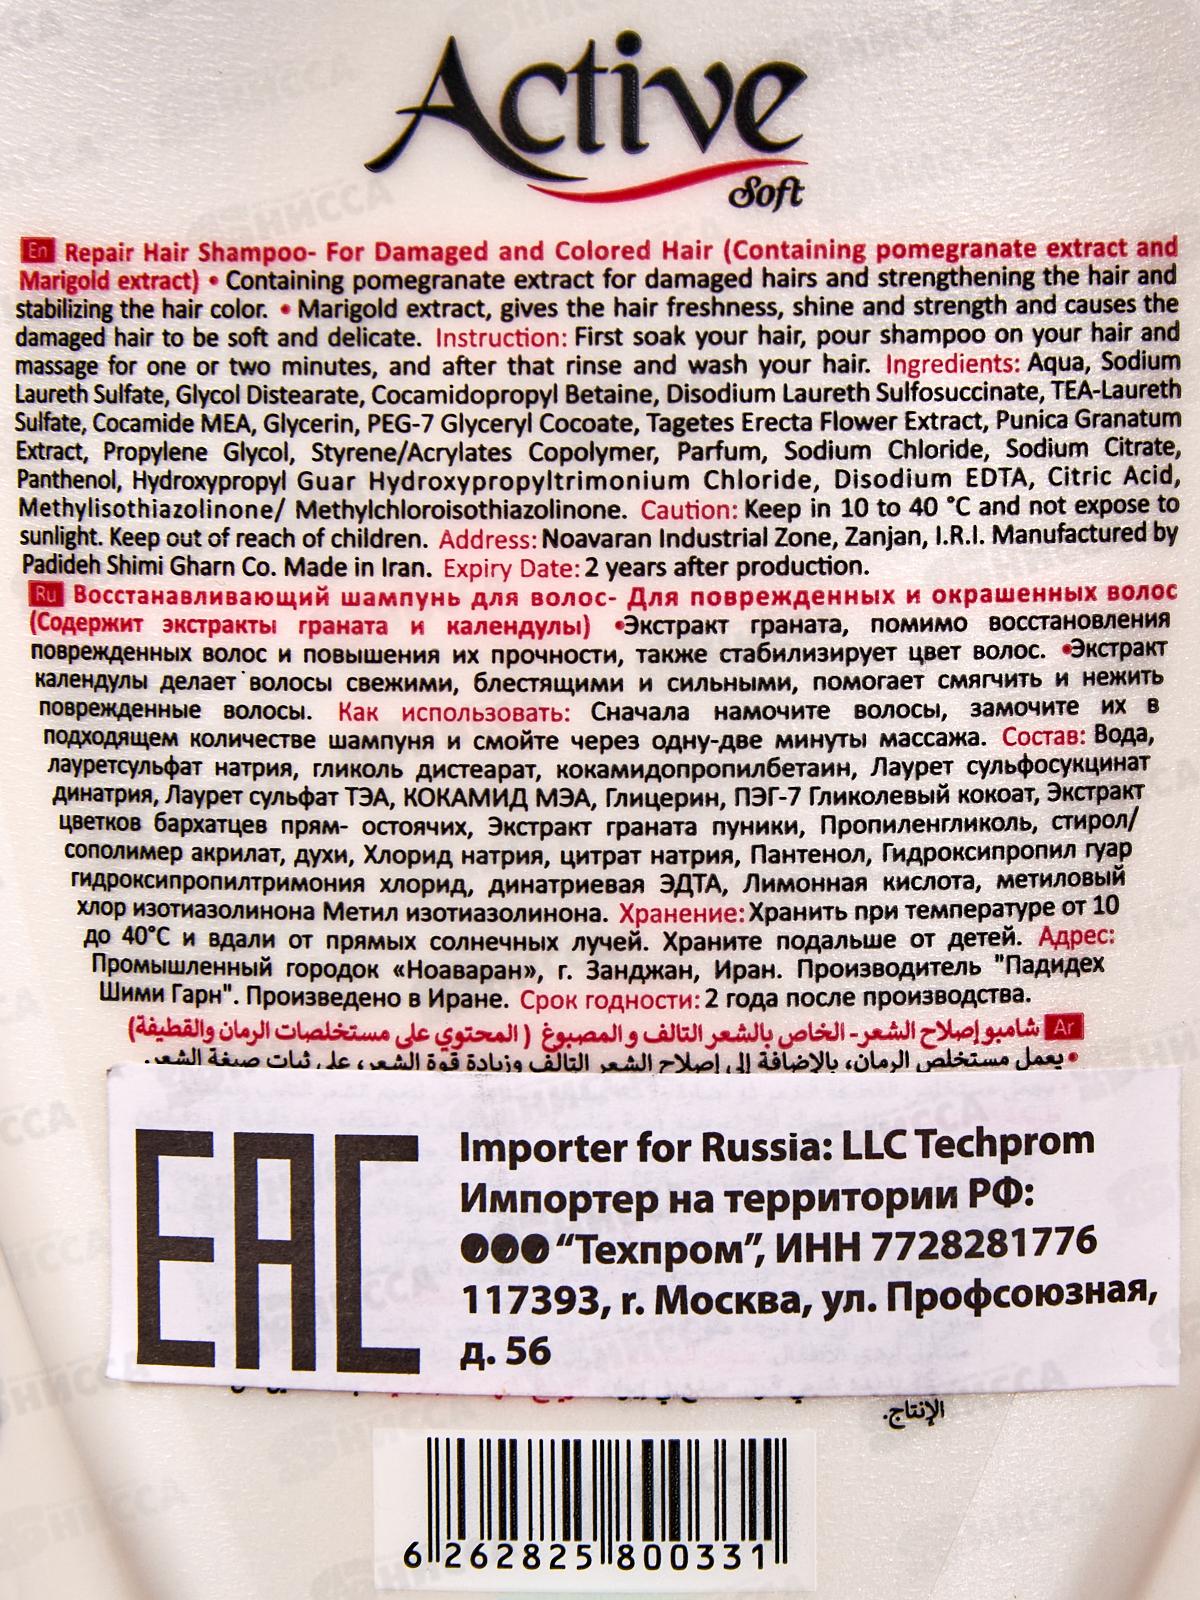 Active
Soft
En Repair Hair Shampoo- For Damaged and Colored Hair (Containing pomegranate extract and
Marigold extract) • Containing pomegranate extract for damaged hairs and strengthening the hair and
stabilizing the hair color. • Marigold extract, gives the hair freshness, shine and strength and causes the
damaged hair to be soft and delicate. Instruction: First soak your hair, pour shampoo on your hair and
massage for one or two minutes, and after that rinse and wash your hair. Ingredients: Aqua, Sodium
Laureth Sulfate, Glycol Distearate, Cocamidopropyl Betaine, Disodium Laureth Sulfosuccinate, TEA-Laureth
Sulfate, Cocamide MEA, Glycerin, PEG-7 Glyceryl Cocoate, Tagetes Erecta Flower Extract, Punica Granatum
Extract, Propylene Glycol, Styrene/Acrylates Copolymer, Parfum, Sodium Chloride, Sodium Citrate,
Panthenol, Hydroxypropyl Guar Hydroxypropyltrimonium Chloride, Disodium EDTA, Citric Acid,
Methylisothiazolinone/ Methylchloroisothiazolinone. Caution: Keep in 10 to 40 °C and not expose to
sunlight. Keep out of reach of children. Address: Noavaran Industrial Zone, Zanjan, I.R.I. Manufactured by
Padideh Shimi Gharn Co. Made in Iran. Expiry Date: 2 years after production.
Ru Восстанавливающий шампунь для волос- Для поврежденных и окрашенных волос
(Содержит экстракты граната и календулы) •Экстракт граната, помимо восстановления
поврежденных волос и повышения их прочности, также стабилизирует цвет волос. •Экстракт
календулы делает волосы свежими, блестящими и сильными, помогает смягчить и нежить
поврежденные волосы. Как использовать: Сначала намочите волосы, замочите их в
подходящем количестве шампуня и смойте через одну-две минуты массажа. Состав: Вода,
лауретсульфат натрия, гликоль дистеарат, кокамидопропилбетаин, Лаурет сульфосукцинат
динатрия, Лаурет сульфат ТЭА, КОКАМИД МЭА, Глицерин, ПЭГ-7 Гликолевый кокоат, Экстракт
цветков бархатцев прям- остоячих, Экстракт граната пуники, Пропиленгликоль, стирол/
сополимер акрилат, духи, Хлорид натрия, цитрат натрия, Пантенол, Гидроксипропил гуар
гидроксипропилтримония хлорид, динатриевая ЭДТА, Лимонная кислота, метиловый
хлор изотиазолинона Метил изотиазолинона. Хранение: Хранить при температуре от 10
до 40°C и вдали от прямых солнечных лучей. Храните подальше от детей. Адрес:
Промышленный городок «Ноаваран», г. Занджан, Иран. Производитель "Падидех
Шими Гарн". Произведено в Иране. Срок годности: 2 года после производства.
Ar شامبو إصلاح الشعر- الخاص بالشعر التالف و المصبوغ ( المحتوي على مستخلصات الرمان والقطيفة)
•يعمل مستخلص الرمان، بالإضافة إلى إصلاح الشعر التالف وزيادة قوة الشعر، على ثبات صبغة الشعر.
EAC
Importer for Russia: LLC Techprom
Импортер на территории РФ:
ООО “Техпром”, ИНН 7728281776
117393, г. Москва, ул. Профсоюзная,
д. 56
الإنتاج.
6 262825 800331